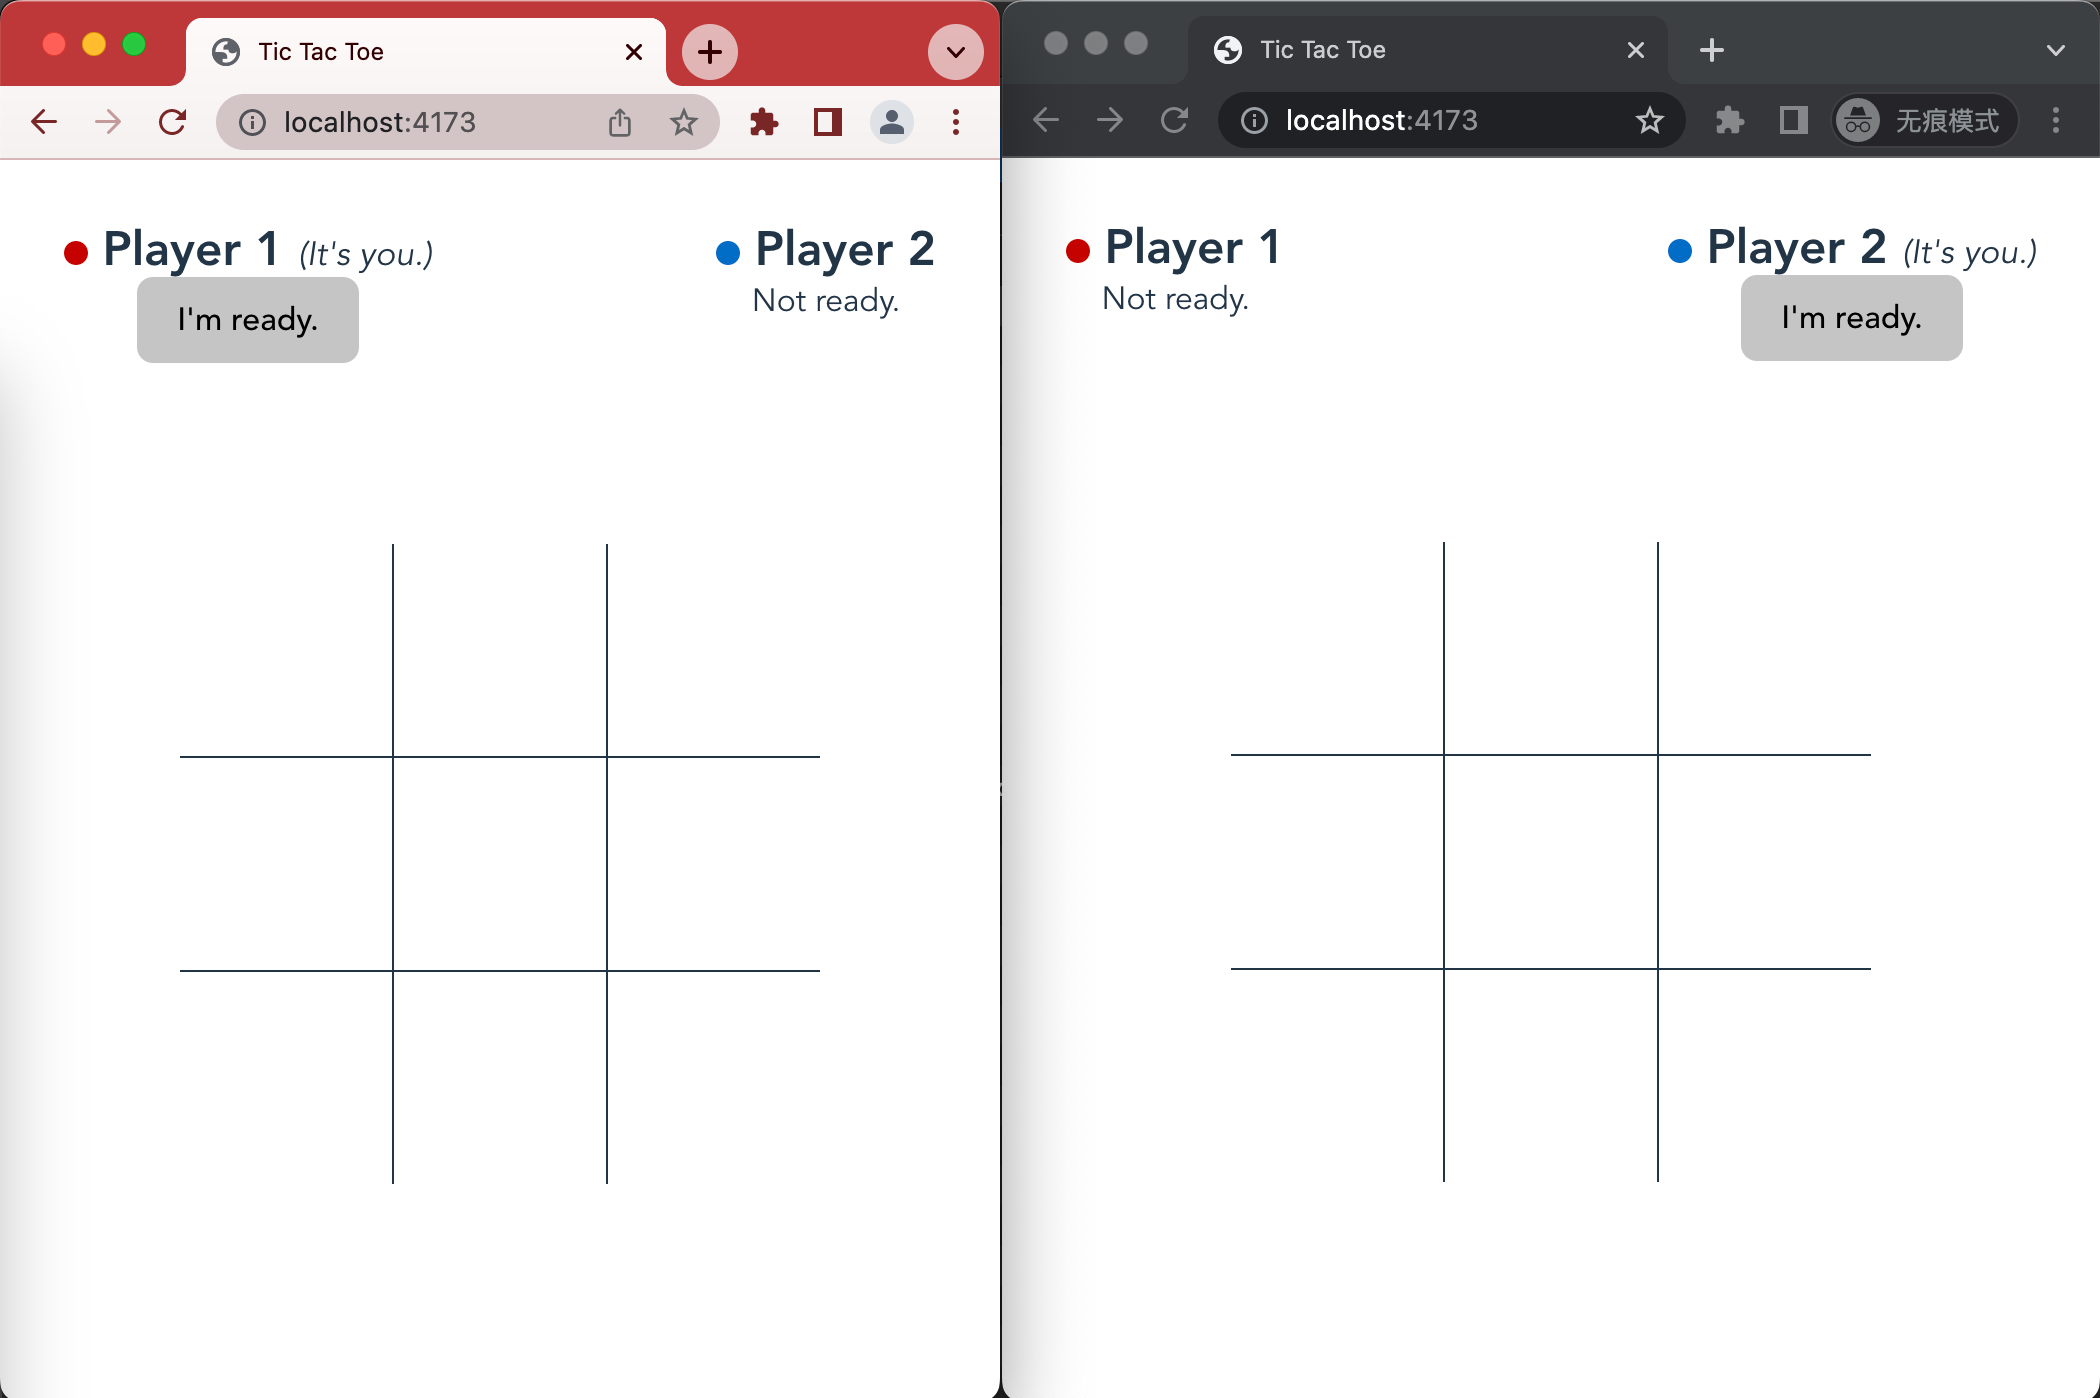 Tic Tac Toe
localhost:4173
Player 1 (It's you.)
I'm ready.
Player 2
Not ready.
Tic Tac Toe
localhost:4173
无痕模式
Player 1
Not ready.
Player 2 (It's you.)
I'm ready.